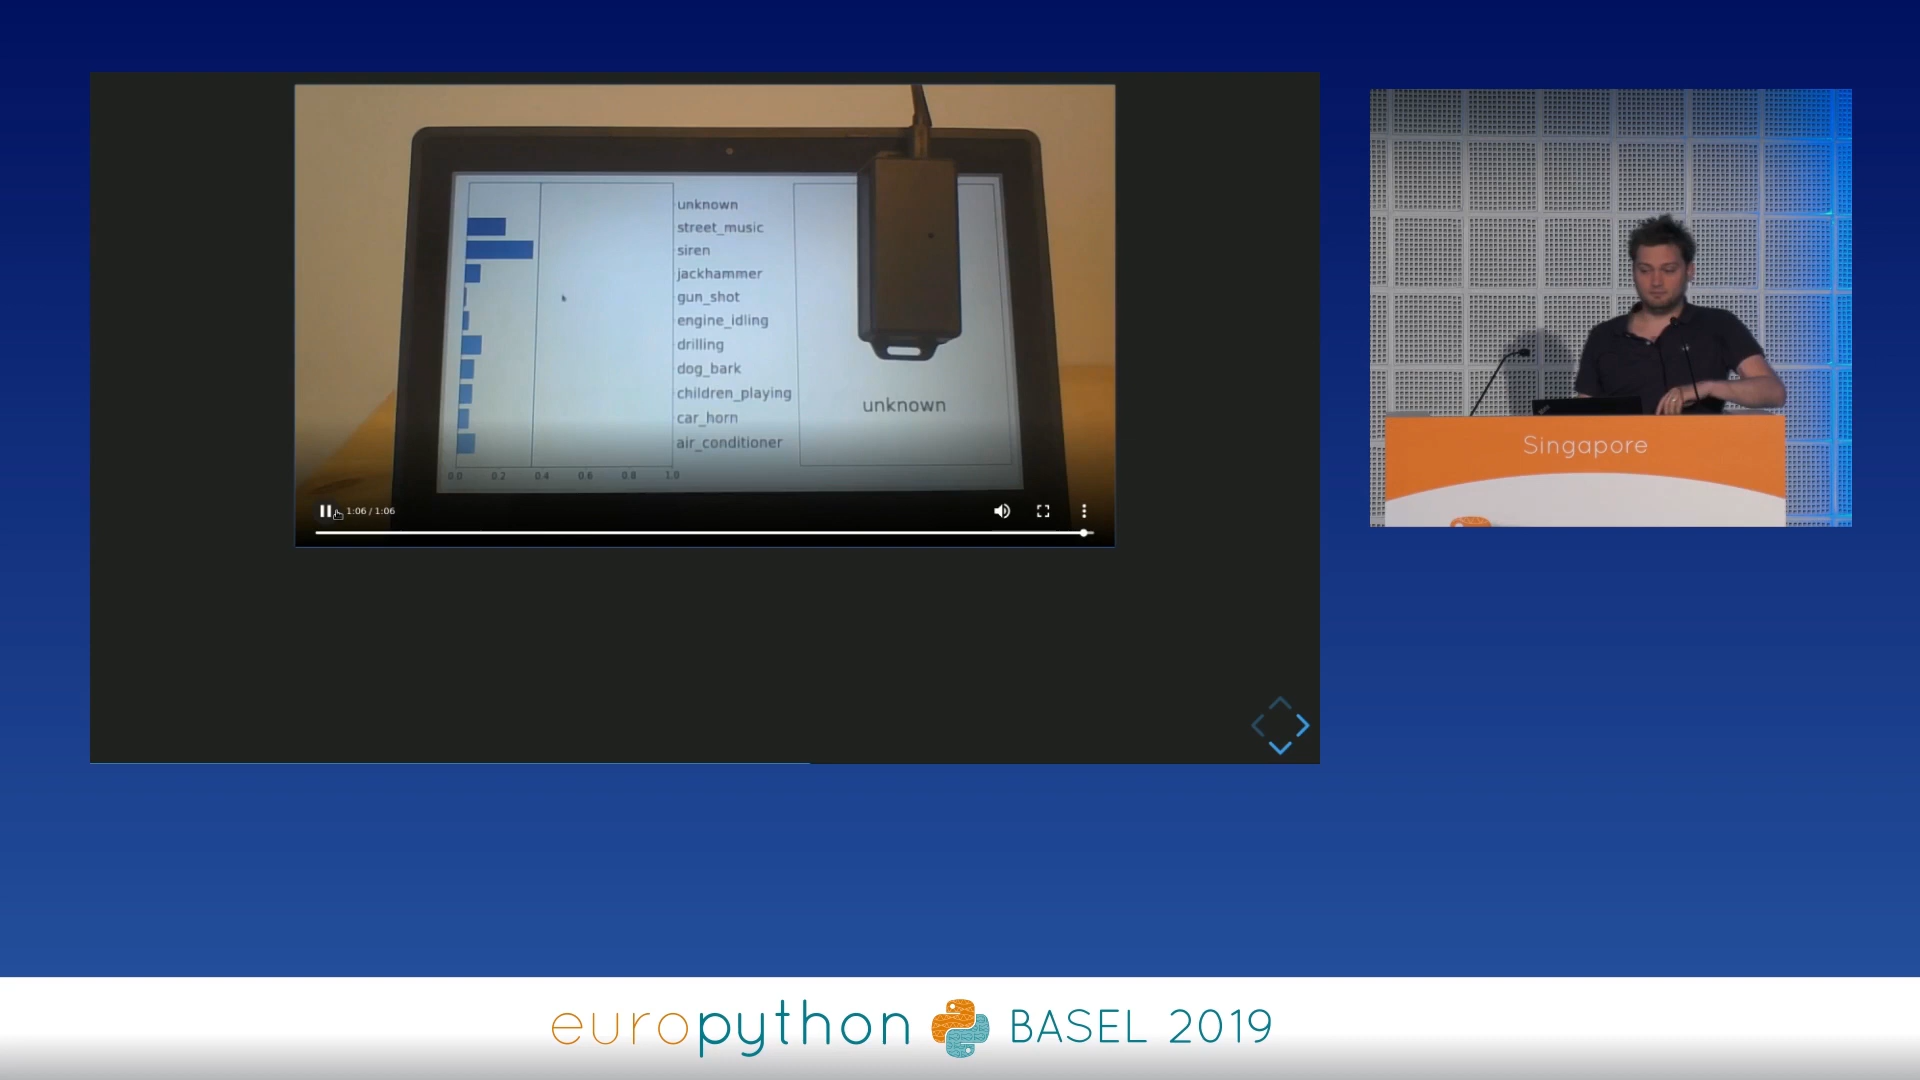 unknown
street_music
siren
jackhammer
gun_shot
engine_idling
drilling
dog_bark
children_playing
car_horn
air_conditioner
0.0 0.2 0.4 0.6 0.8 1.0
unknown
1:06 / 1:06
Singapore
europython BASEL 2019